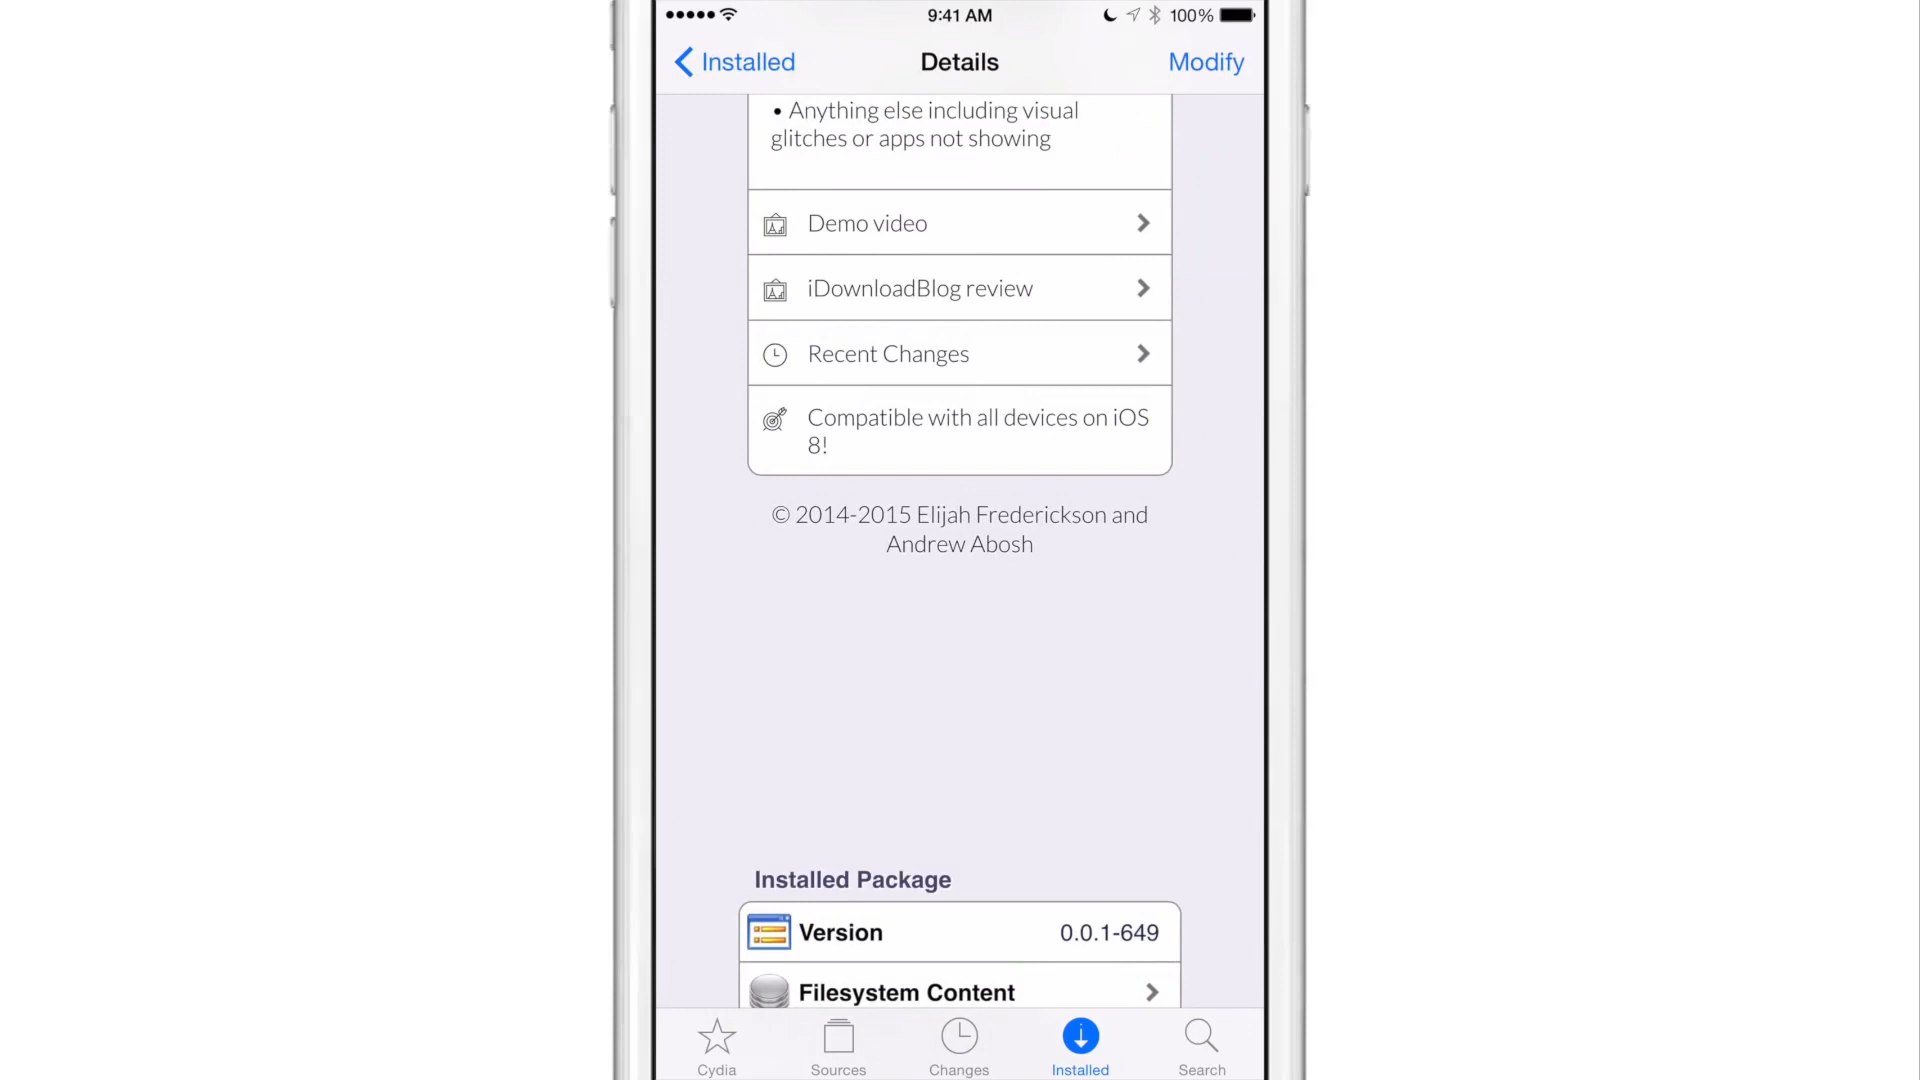 9:41 AM
100%
Installed
Details
Modify
• Anything else including visual
glitches or apps not showing
Demo video
iDownloadBlog review
Recent Changes
Compatible with all devices on iOS
8!
© 2014-2015 Elijah Frederickson and
Andrew Abosh
Installed Package
Version
0.0.1-649
Filesystem Content
Cydia
Sources
Changes
Installed
Search